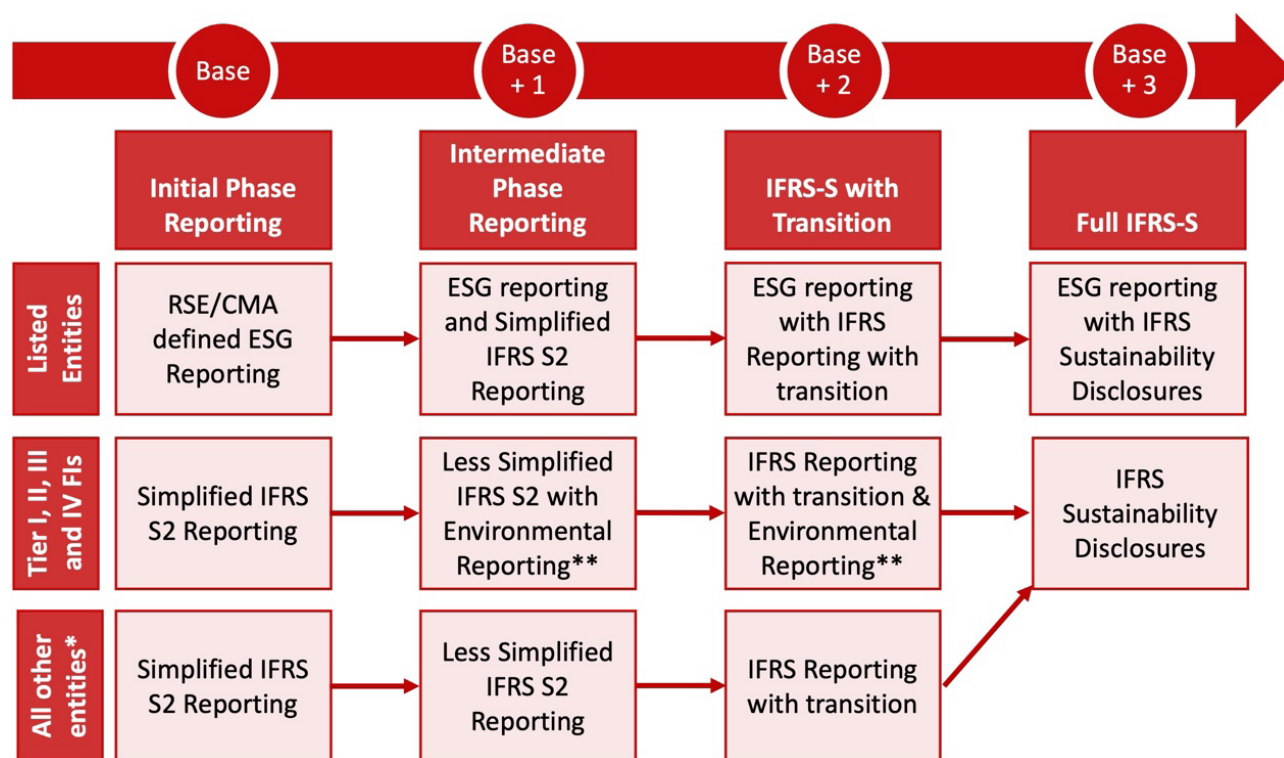 Base
Base
+ 1
Base
+ 2
Base
+ 3
Initial Phase
Reporting
Intermediate
Phase
Reporting
IFRS-S with
Transition
Full IFRS-S
Listed
Entities
RSE/CMA
defined ESG
Reporting
ESG reporting
and Simplified
IFRS S2
Reporting
ESG reporting
with IFRS
Reporting with
transition
ESG reporting
with IFRS
Sustainability
Disclosures
Tier I, II, III
and IV FIs
Simplified IFRS
S2 Reporting
Less Simplified
IFRS S2 with
Environmental
Reporting**
IFRS Reporting
with transition &
Environmental
Reporting**
IFRS
Sustainability
Disclosures
All other
entities*
Simplified IFRS
S2 Reporting
Less Simplified
IFRS S2
Reporting
IFRS Reporting
with transition